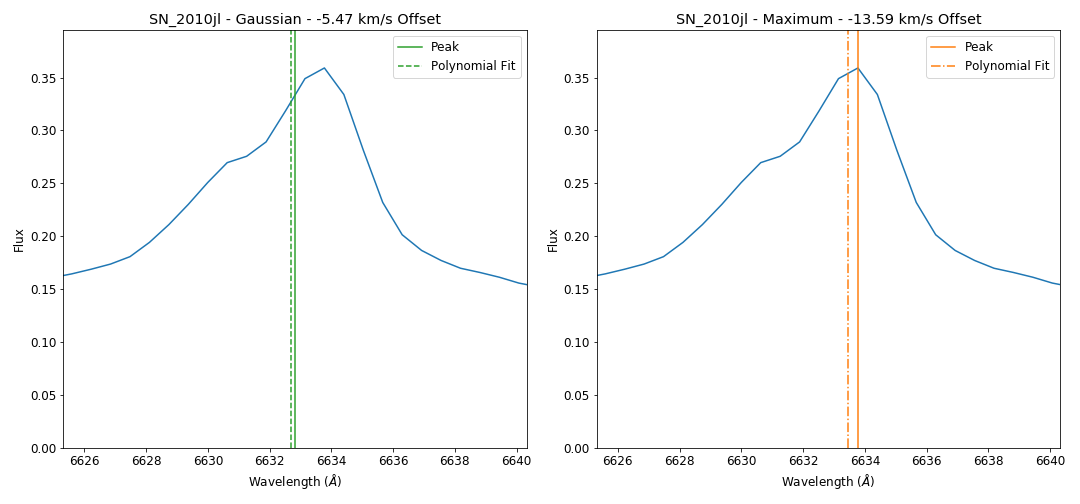 SN_2010jl - Gaussian - -5.47 km/s Offset
Peak
Polynomial Fit
0.35
0.30
0.25
0.20
0.15
0.10
0.05
0.00
Flux
6626 6628 6630 6632 6634 6636 6638 6640
Wavelength (Å)
SN_2010jl - Maximum - -13.59 km/s Offset
Peak
Polynomial Fit
0.35
0.30
0.25
0.20
0.15
0.10
0.05
0.00
Flux
6626 6628 6630 6632 6634 6636 6638 6640
Wavelength (Å)